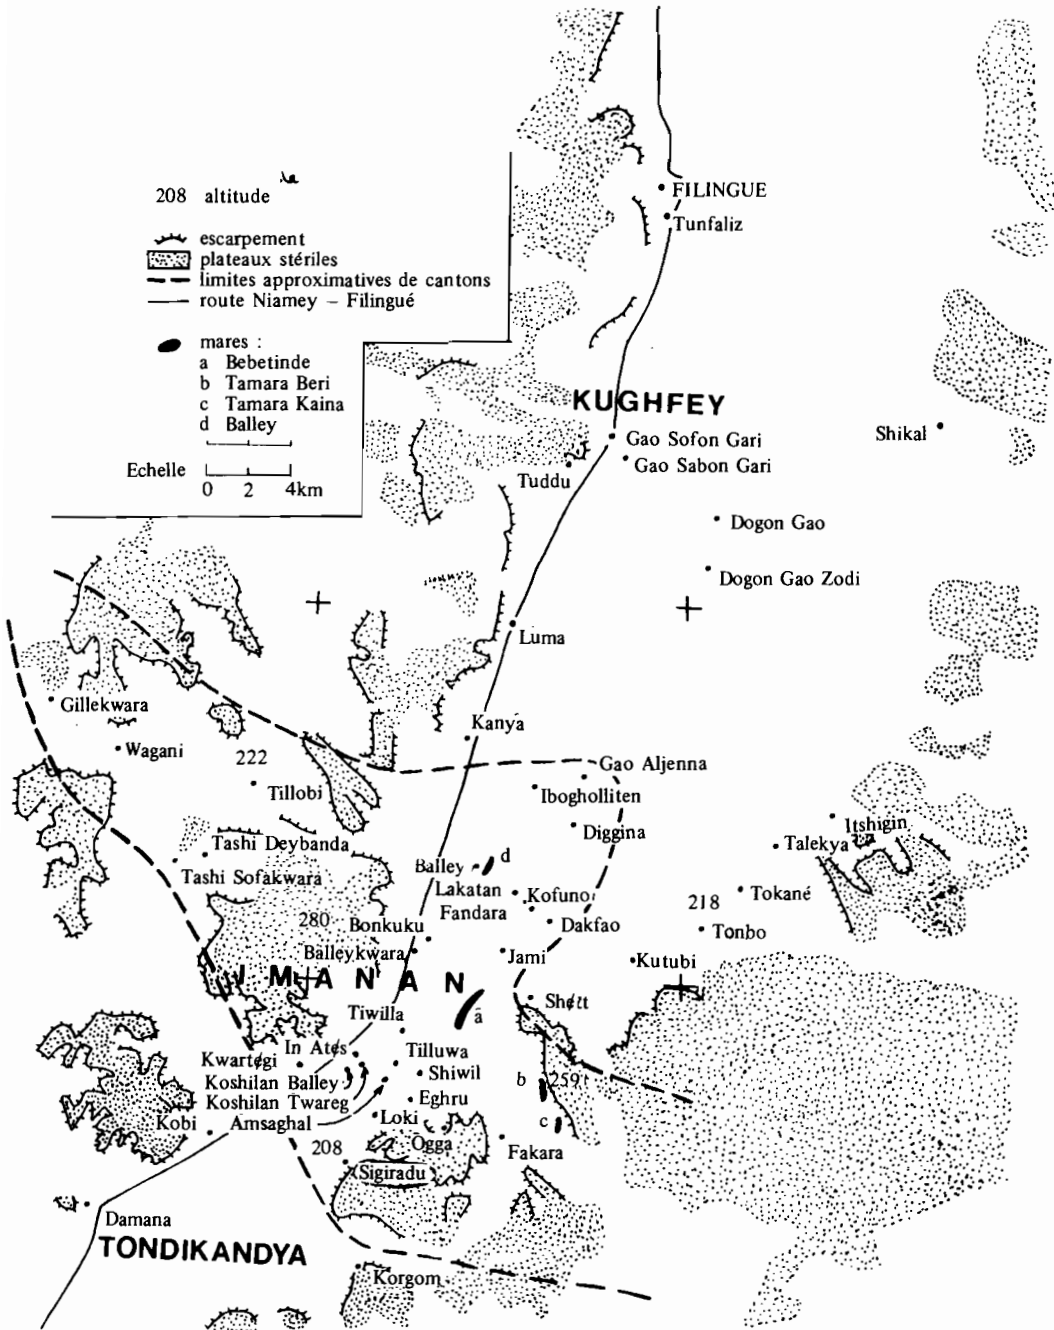 208 altitude
escarpement
plateaux stériles
limites approximatives de cantons
route Niamey – Filingué
mares :
a Bebetinde
b Tamara Beri
c Tamara Kaina
d Balley
Echelle
0 2 4km
FILINGUE
Tunfaliz
KUGHFEY
Gao Sofon Gari
Shikal
Gao Sabon Gari
Tuddu
Dogon Gao
Dogon Gao Zodi
Luma
Gillekwara
Kanya
Wagani
222
Gao Aljenna
Tillobi
Ibogholliten
Diggina
Itshigin
Tashi Deybanda
Talekya
d
Balley
Tashi Sofakwara
Lakatan
Kofuno
Tokané
218
Fandara
280
Bonkuku
Dakfao
Tonbo
Balleykwara
Jami
Kutubi
IMANAN
Shett
Tiwilla
a
In Ates
Tilluwa
Kwartegi
Shiwil
b
259
Koshilan Balley
Koshilan Twareg
Eghru
Kobi
Amsaghal
Loki
c
Ogga
208
Fakara
Sigiradu
Damana
TONDIKANDYA
Korgom